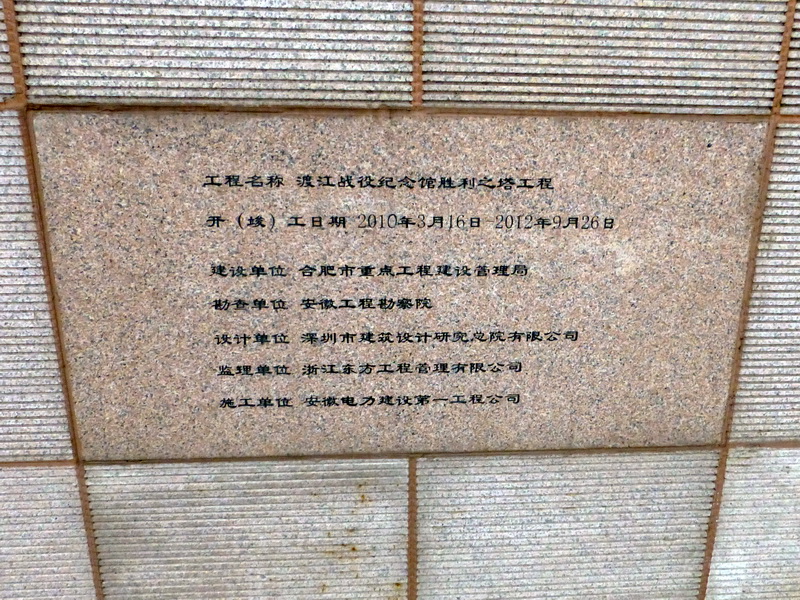 工程名称 渡江战役纪念馆胜利之塔工程
开（竣）工日期 2010年3月16日 2012年9月26日
建设单位 合肥市重点工程建设管理局
勘查单位 安徽工程勘察院
设计单位 深圳市建筑设计研究总院有限公司
监理单位 浙江东方工程管理有限公司
施工单位 安徽电力建设第一工程公司